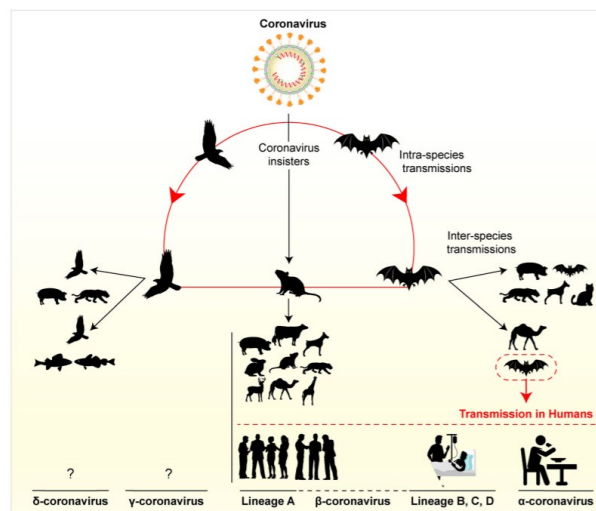 Coronavirus
Coronavirus
insisters
Intra-species
transmissions
Inter-species
transmissions
Transmission in Humans
?
?
δ-coronavirus
γ-coronavirus
Lineage A
β-coronavirus
Lineage B, C, D
α-coronavirus